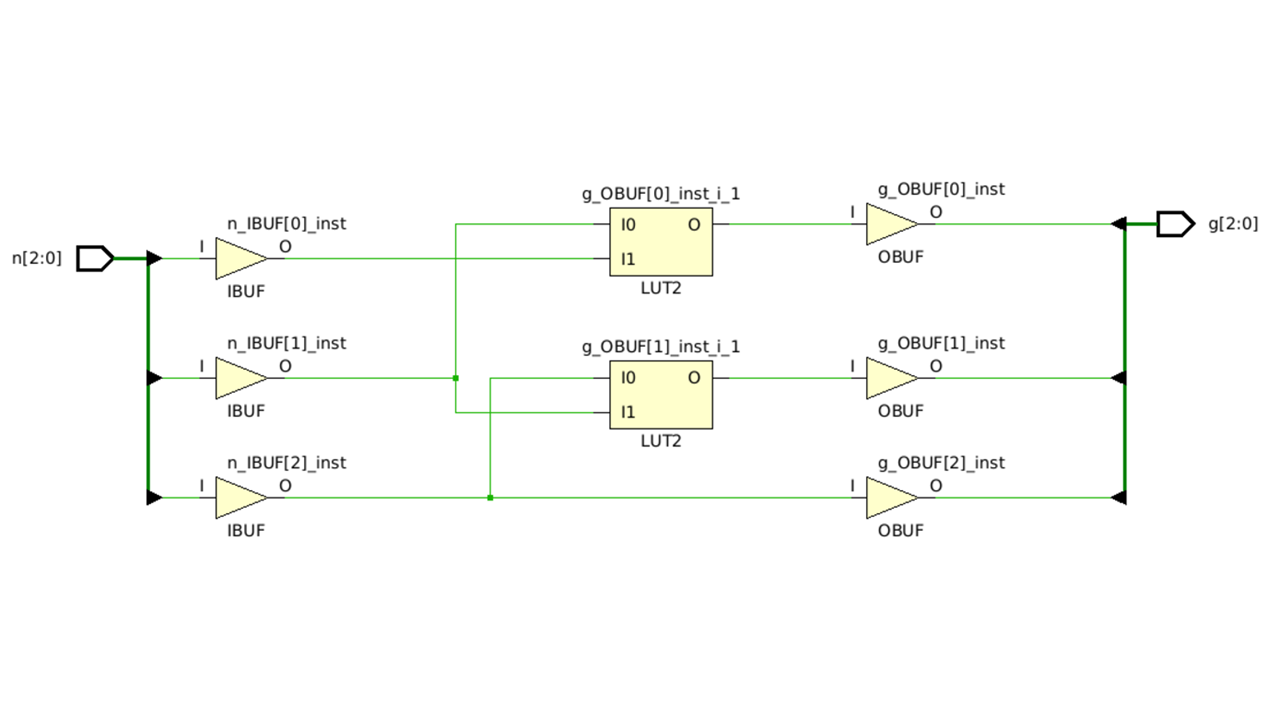 g_OBUF[0]_inst
g_OBUF[0]_inst_i_1
n_IBUF[0]_inst
I O
I0 O
g[2:0]
I O
n[2:0]
I1
OBUF
IBUF
LUT2
n_IBUF[1]_inst
g_OBUF[1]_inst_i_1
g_OBUF[1]_inst
I O
I0 O
I O
IBUF
I1
OBUF
LUT2
n_IBUF[2]_inst
g_OBUF[2]_inst
I O
I O
IBUF
OBUF